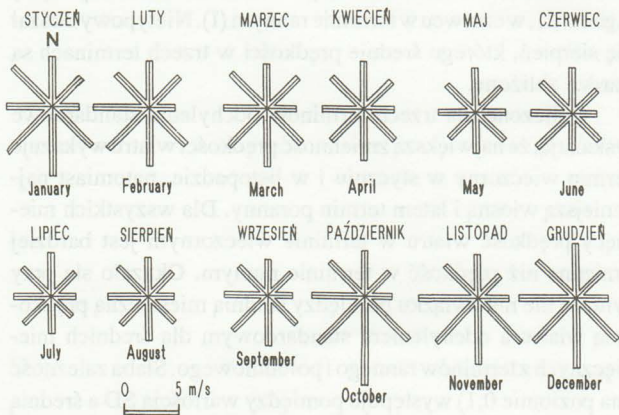 STYCZEŃ LUTY MARZEC KWIECIEŃ MAJ CZERWIEC
N
January February March April May June
LIPIEC SIERPIEŃ WRZESIEŃ PAŹDZIERNIK LISTOPAD GRUDZIEŃ
July August September October November December
0 5 m/s